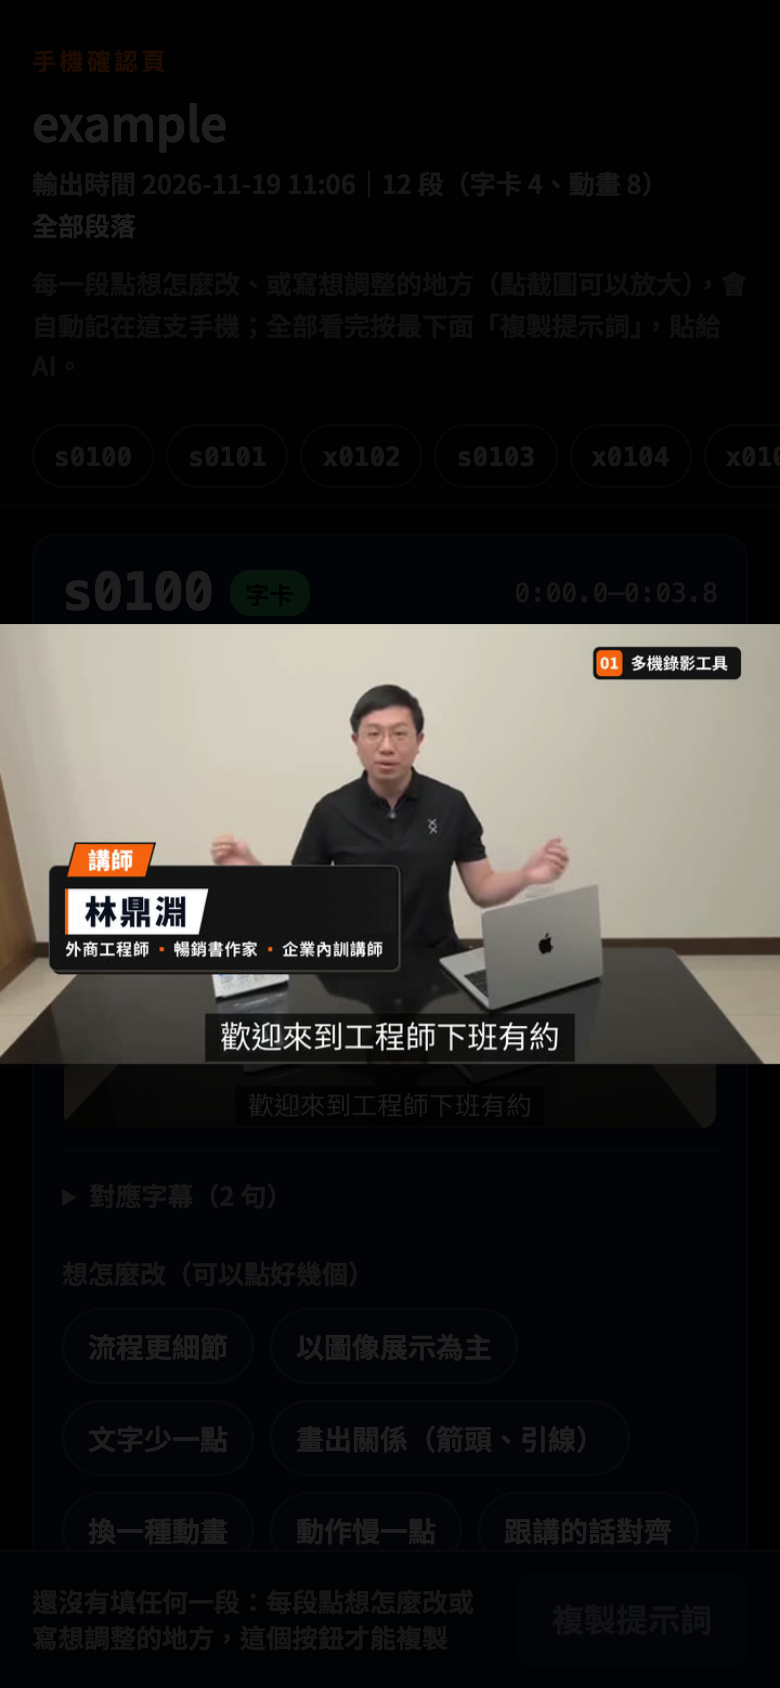 手機確認頁
example
輸出時間 2026-11-19 11:06｜12 段（字卡 4、動畫 8）
全部段落
每一段點想怎麼改、或寫想調整的地方（點截圖可以放大），會
自動記在這支手機；全部看完按最下面「複製提示詞」，貼給
AI。
s0100 s0101 x0102 s0103 x0104 x010
s0100 字卡 0:00.0–0:03.8
01 多機錄影工具
講師
林鼎淵
外商工程師 ▪ 暢銷書作家 ▪ 企業內訓講師
歡迎來到工程師下班有約
歡迎來到工程師下班有約
▶ 對應字幕（2 句）
想怎麼改（可以點好幾個）
流程更細節 以圖像展示為主
文字少一點 畫出關係（箭頭、引線）
換一種動畫 動作慢一點 跟講的話對齊
還沒有填任何一段：每段點想怎麼改或
寫想調整的地方，這個按鈕才能複製
複製提示詞